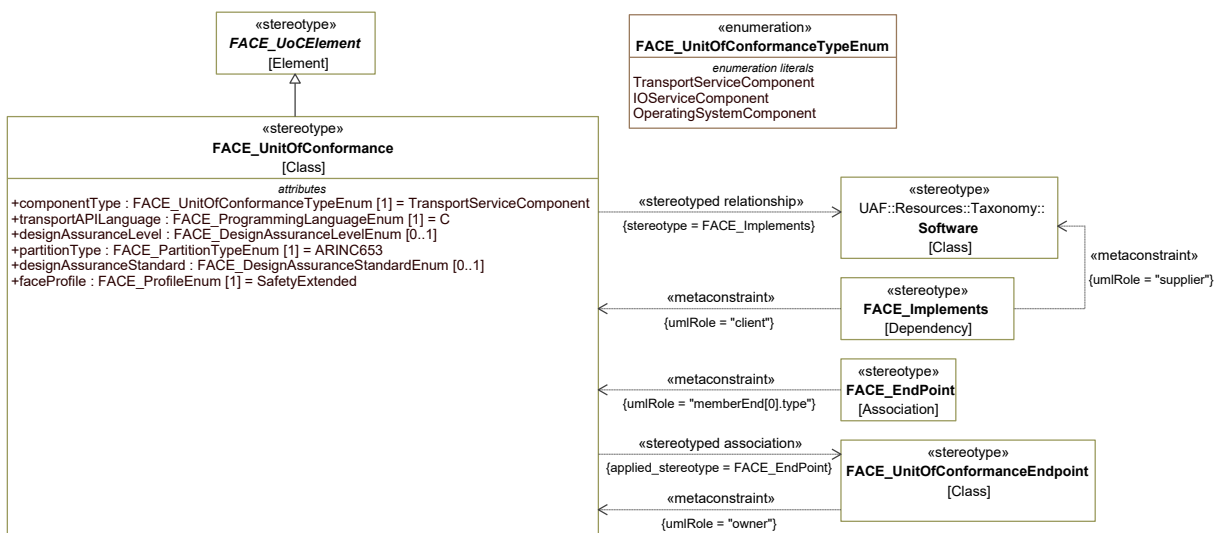 «stereotype»
FACE_UoCElement
[Element]
«enumeration»
FACE_UnitOfConformanceTypeEnum
enumeration literals
TransportServiceComponent
IOServiceComponent
OperatingSystemComponent
«stereotype»
FACE_UnitOfConformance
[Class]
attributes
+componentType : FACE_UnitOfConformanceTypeEnum [1] = TransportServiceComponent
+transportAPILanguage : FACE_ProgrammingLanguageEnum [1] = C
+designAssuranceLevel : FACE_DesignAssuranceLevelEnum [0..1]
+partitionType : FACE_PartitionTypeEnum [1] = ARINC653
+designAssuranceStandard : FACE_DesignAssuranceStandardEnum [0..1]
+faceProfile : FACE_ProfileEnum [1] = SafetyExtended
«stereotyped relationship»
{stereotype = FACE_Implements}
«stereotype»
UAF::Resources::Taxonomy::
Software
[Class]
«metaconstraint»
{umlRole = "supplier"}
«metaconstraint»
{umlRole = "client"}
«stereotype»
FACE_Implements
[Dependency]
«metaconstraint»
{umlRole = "memberEnd[0].type"}
«stereotype»
FACE_EndPoint
[Association]
«stereotyped association»
{applied_stereotype = FACE_EndPoint}
«stereotype»
FACE_UnitOfConformanceEndpoint
[Class]
«metaconstraint»
{umlRole = "owner"}